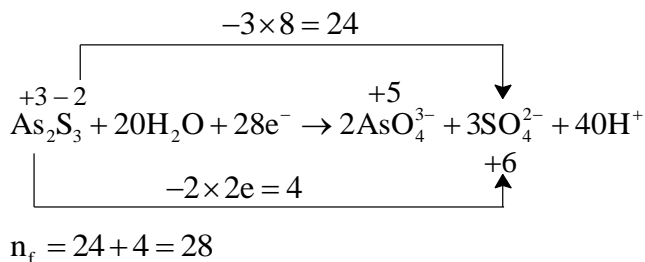 −3×8 = 24
+3 − 2 +5
As₂S₃ + 20H₂O + 28e⁻ → 2AsO₄³⁻ + 3SO₄²⁻ + 40H⁺
+6
−2×2e = 4
n_f = 24 + 4 = 28